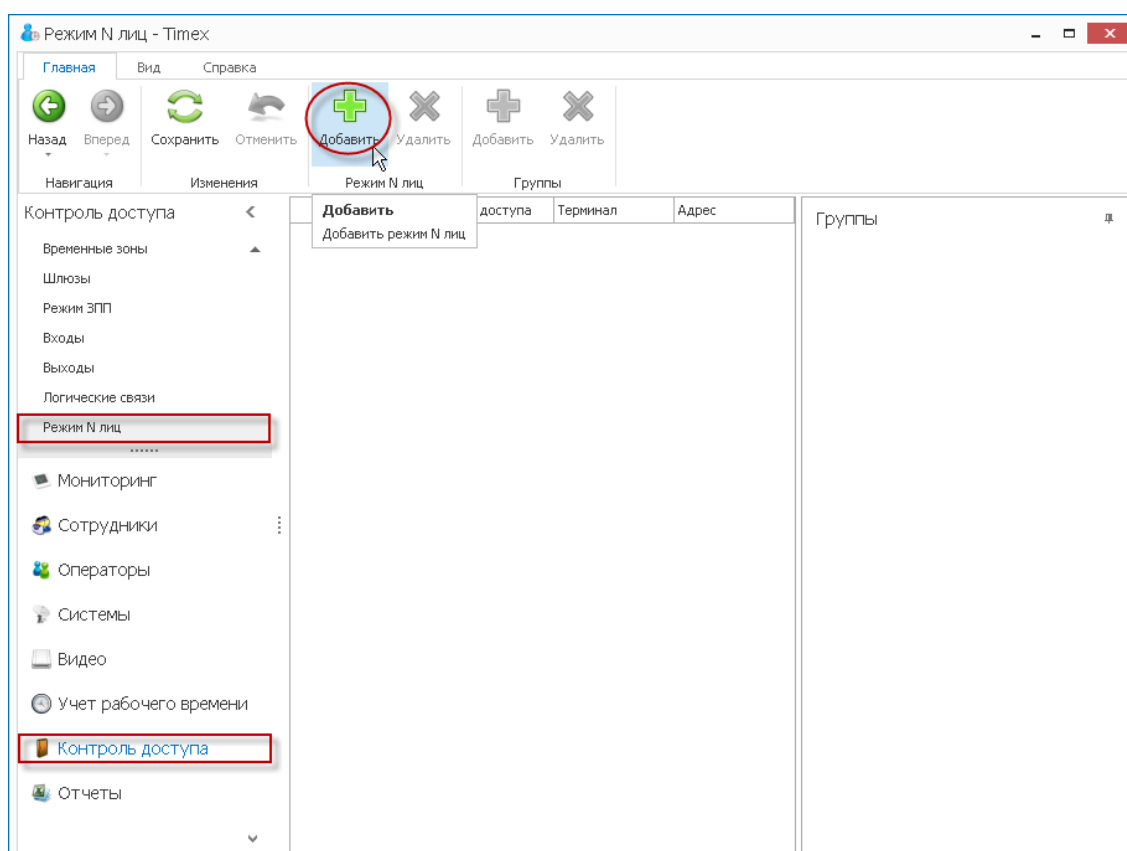 Режим N лиц - Timex
Главная Вид Справка
Назад Вперед Сохранить Отменить Добавить Удалить Добавить Удалить
Навигация Изменения Режим N лиц Группы
Контроль доступа
доступа Терминал Адрес
Группы
Добавить
Добавить режим N лиц
Временные зоны
Шлюзы
Режим ЗПП
Входы
Выходы
Логические связи
Режим N лиц
Мониторинг
Сотрудники
Операторы
Системы
Видео
Учет рабочего времени
Контроль доступа
Отчеты